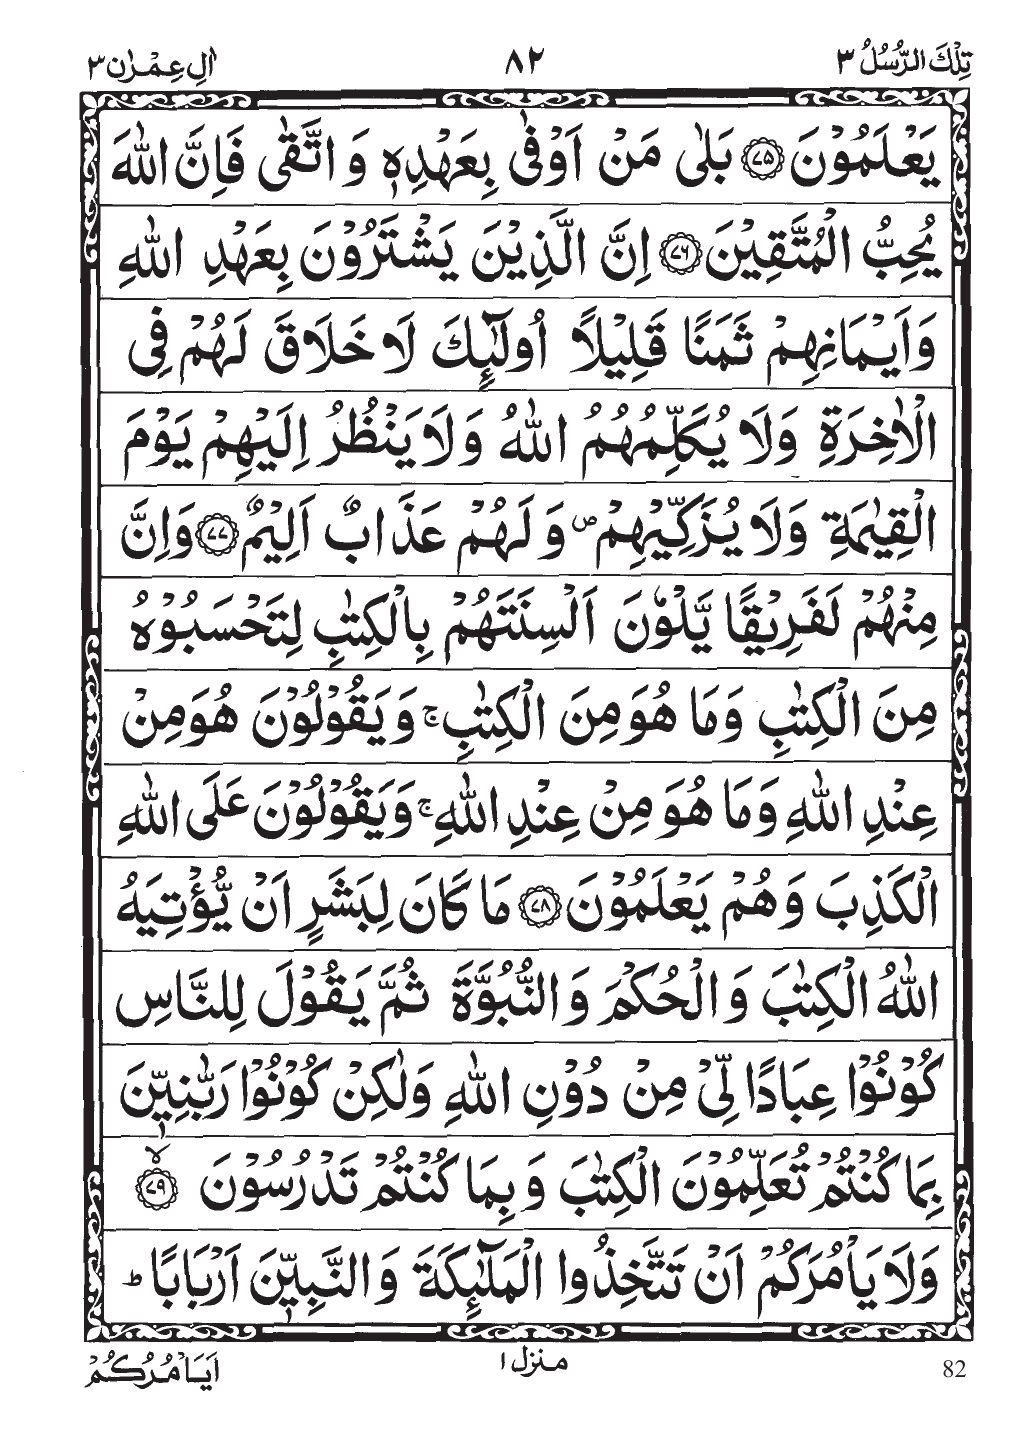 تِلْكَ الرُّسُلُ ٣
٨٢
اٰلِ عِمْرٰن ٣
يَعْلَمُوْنَ ﴿٧٥﴾ بَلٰى مَنْ اَوْفٰى بِعَهْدِهٖ وَ اتَّقٰى فَاِنَّ اللّٰهَ
يُحِبُّ الْمُتَّقِيْنَ ﴿٧٦﴾ اِنَّ الَّذِيْنَ يَشْتَرُوْنَ بِعَهْدِ اللّٰهِ
وَاَيْمَانِهِمْ ثَمَنًا قَلِيْلًا اُولٰٓئِكَ لَا خَلَاقَ لَهُمْ فِى
الْاٰخِرَةِ وَلَا يُكَلِّمُهُمُ اللّٰهُ وَلَا يَنْظُرُ اِلَيْهِمْ يَوْمَ
الْقِيٰمَةِ وَلَا يُزَكِّيْهِمْ ۖ وَ لَهُمْ عَذَابٌ اَلِيْمٌ ﴿٧٧﴾ وَاِنَّ
مِنْهُمْ لَفَرِيْقًا يَّلْوٗنَ اَلْسِنَتَهُمْ بِالْكِتٰبِ لِتَحْسَبُوْهُ
مِنَ الْكِتٰبِ وَمَا هُوَ مِنَ الْكِتٰبِ ۚ وَ يَقُوْلُوْنَ هُوَ مِنْ
عِنْدِ اللّٰهِ وَمَا هُوَ مِنْ عِنْدِ اللّٰهِ ۚ وَيَقُوْلُوْنَ عَلَى اللّٰهِ
الْكَذِبَ وَهُمْ يَعْلَمُوْنَ ﴿٧٨﴾ مَا كَانَ لِبَشَرٍ اَنْ يُّؤْتِيَهُ
اللّٰهُ الْكِتٰبَ وَ الْحُكْمَ وَ النُّبُوَّةَ ثُمَّ يَقُوْلَ لِلنَّاسِ
كُوْنُوْا عِبَادًا لِّىْ مِنْ دُوْنِ اللّٰهِ وَلٰكِنْ كُوْنُوْا رَبّٰنِيّٖنَ
بِمَا كُنْتُمْ تُعَلِّمُوْنَ الْكِتٰبَ وَ بِمَا كُنْتُمْ تَدْرُسُوْنَ ﴿٧٩﴾ ۙ
وَلَا يَاْمُرَكُمْ اَنْ تَتَّخِذُوا الْمَلٰٓئِكَةَ وَ النَّبِيّٖنَ اَرْبَابًا ؕ
82
منزل ١
اَيَاْمُرُكُمْ